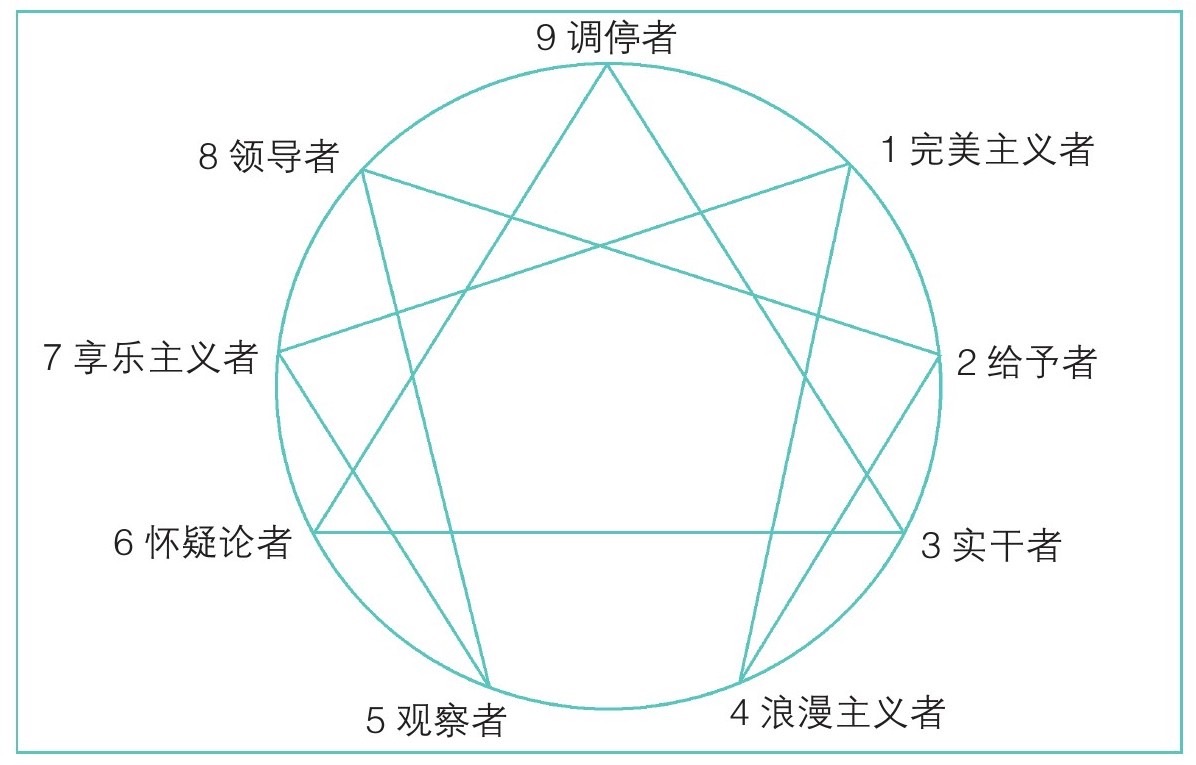 9 调停者
8 领导者
1 完美主义者
7 享乐主义者
2 给予者
6 怀疑论者
3 实干者
5 观察者
4 浪漫主义者